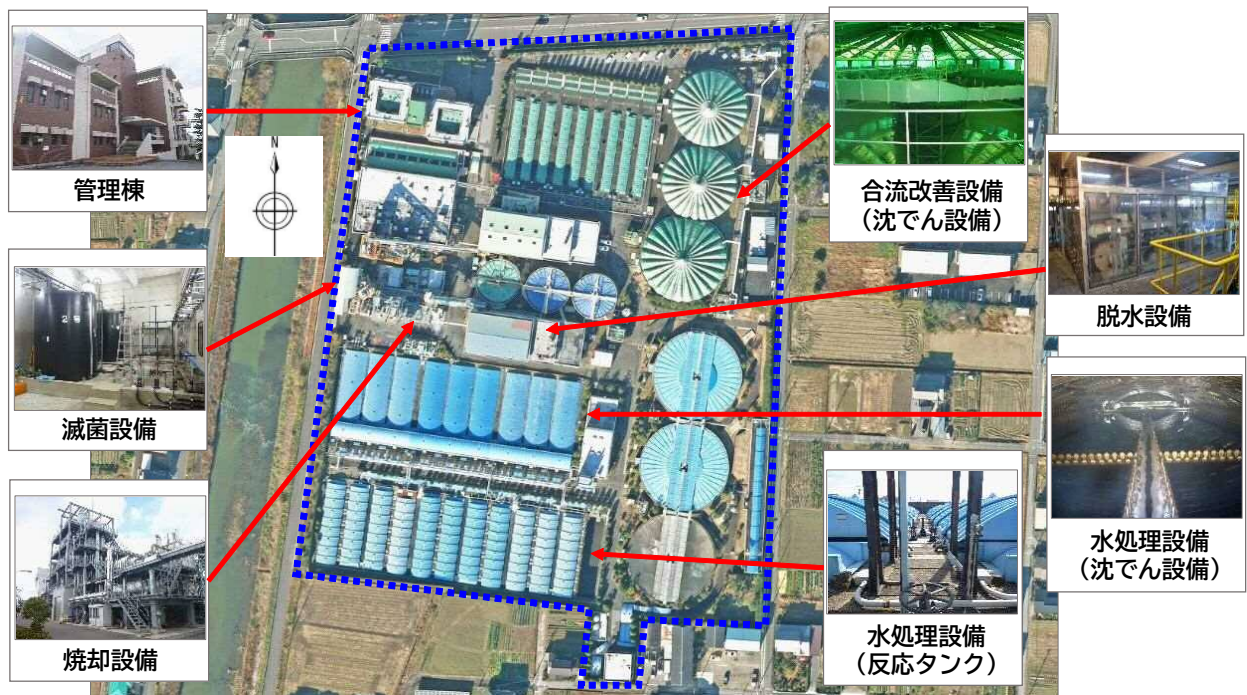 管理棟
N
合流改善設備
（沈でん設備）
脱水設備
滅菌設備
水処理設備
（沈でん設備）
水処理設備
（反応タンク）
焼却設備